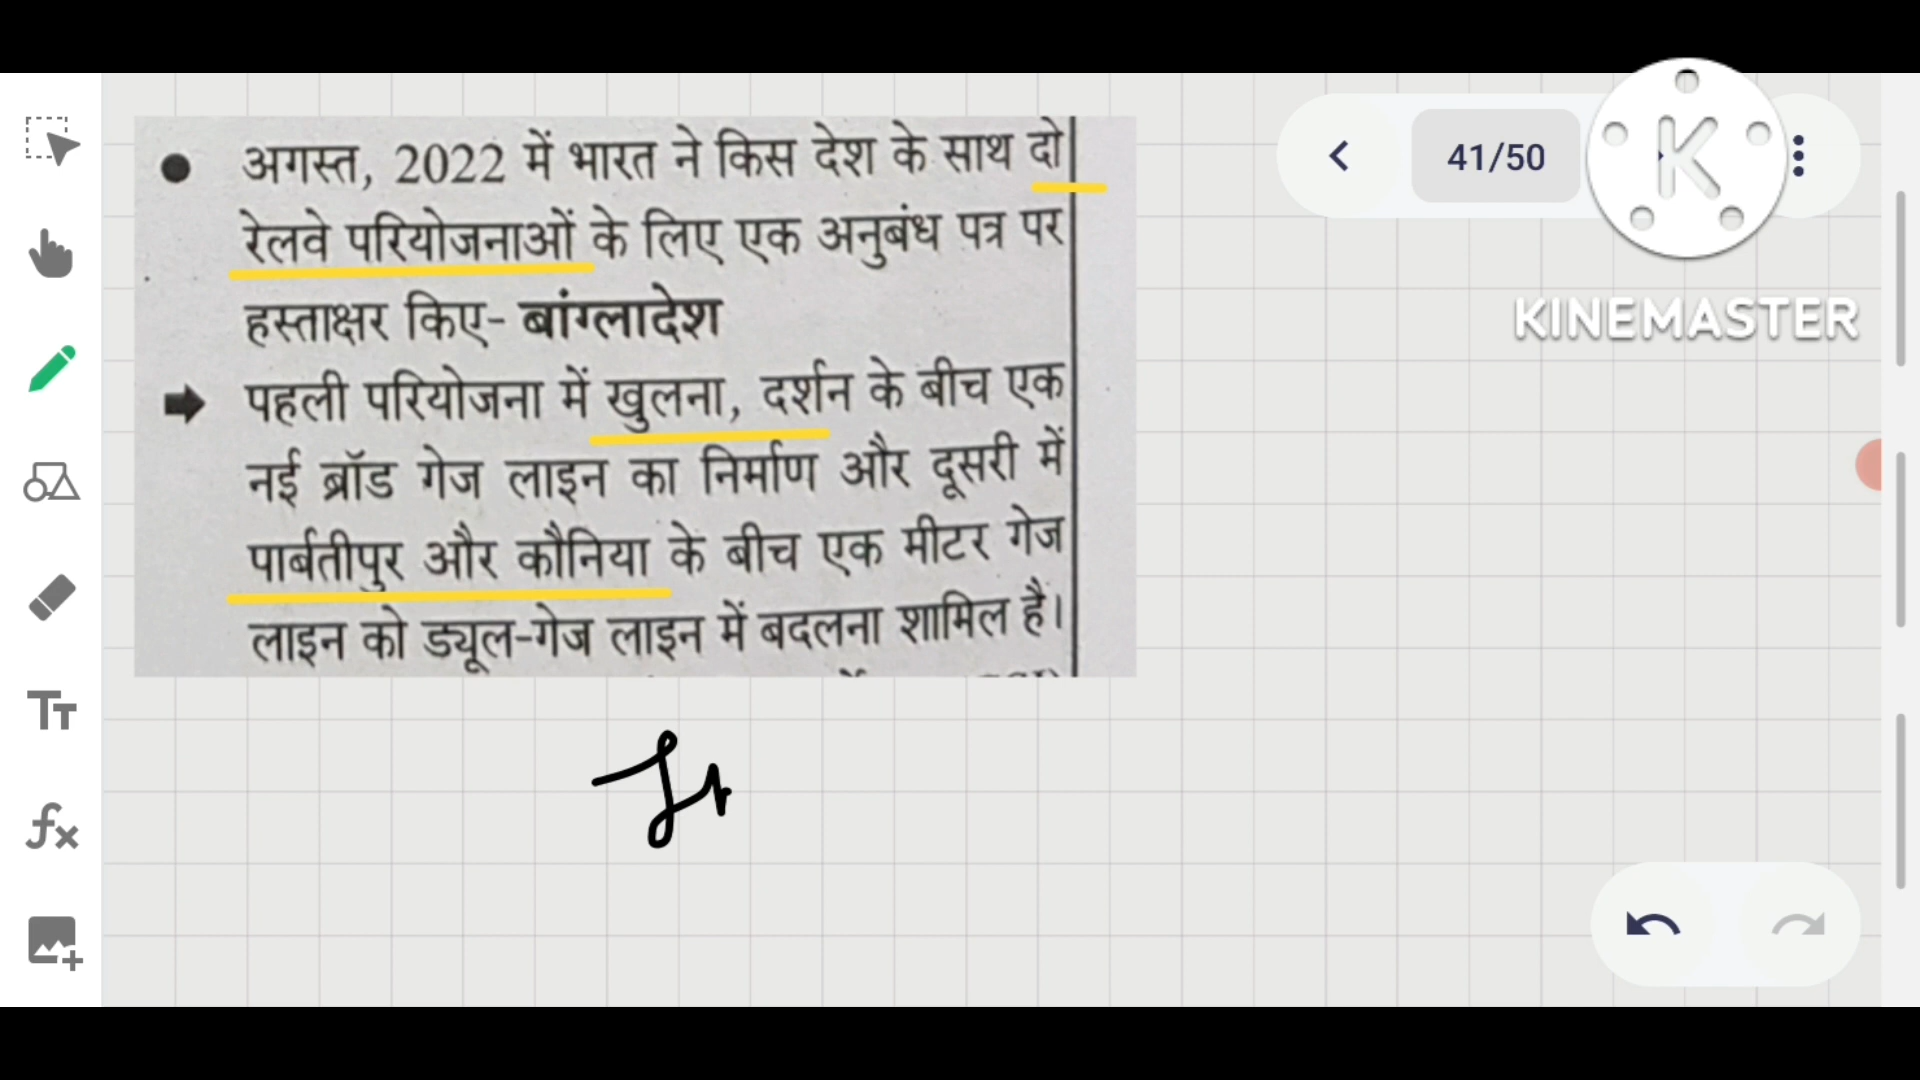 41/50
KINEMASTER
अगस्त, 2022 में भारत ने किस देश के साथ दो
रेलवे परियोजनाओं के लिए एक अनुबंध पत्र पर
हस्ताक्षर किए- बांग्लादेश
पहली परियोजना में खुलना, दर्शन के बीच एक
नई ब्रॉड गेज लाइन का निर्माण और दूसरी में
पार्बतीपुर और कौनिया के बीच एक मीटर गेज
लाइन को ड्यूल-गेज लाइन में बदलना शामिल है।